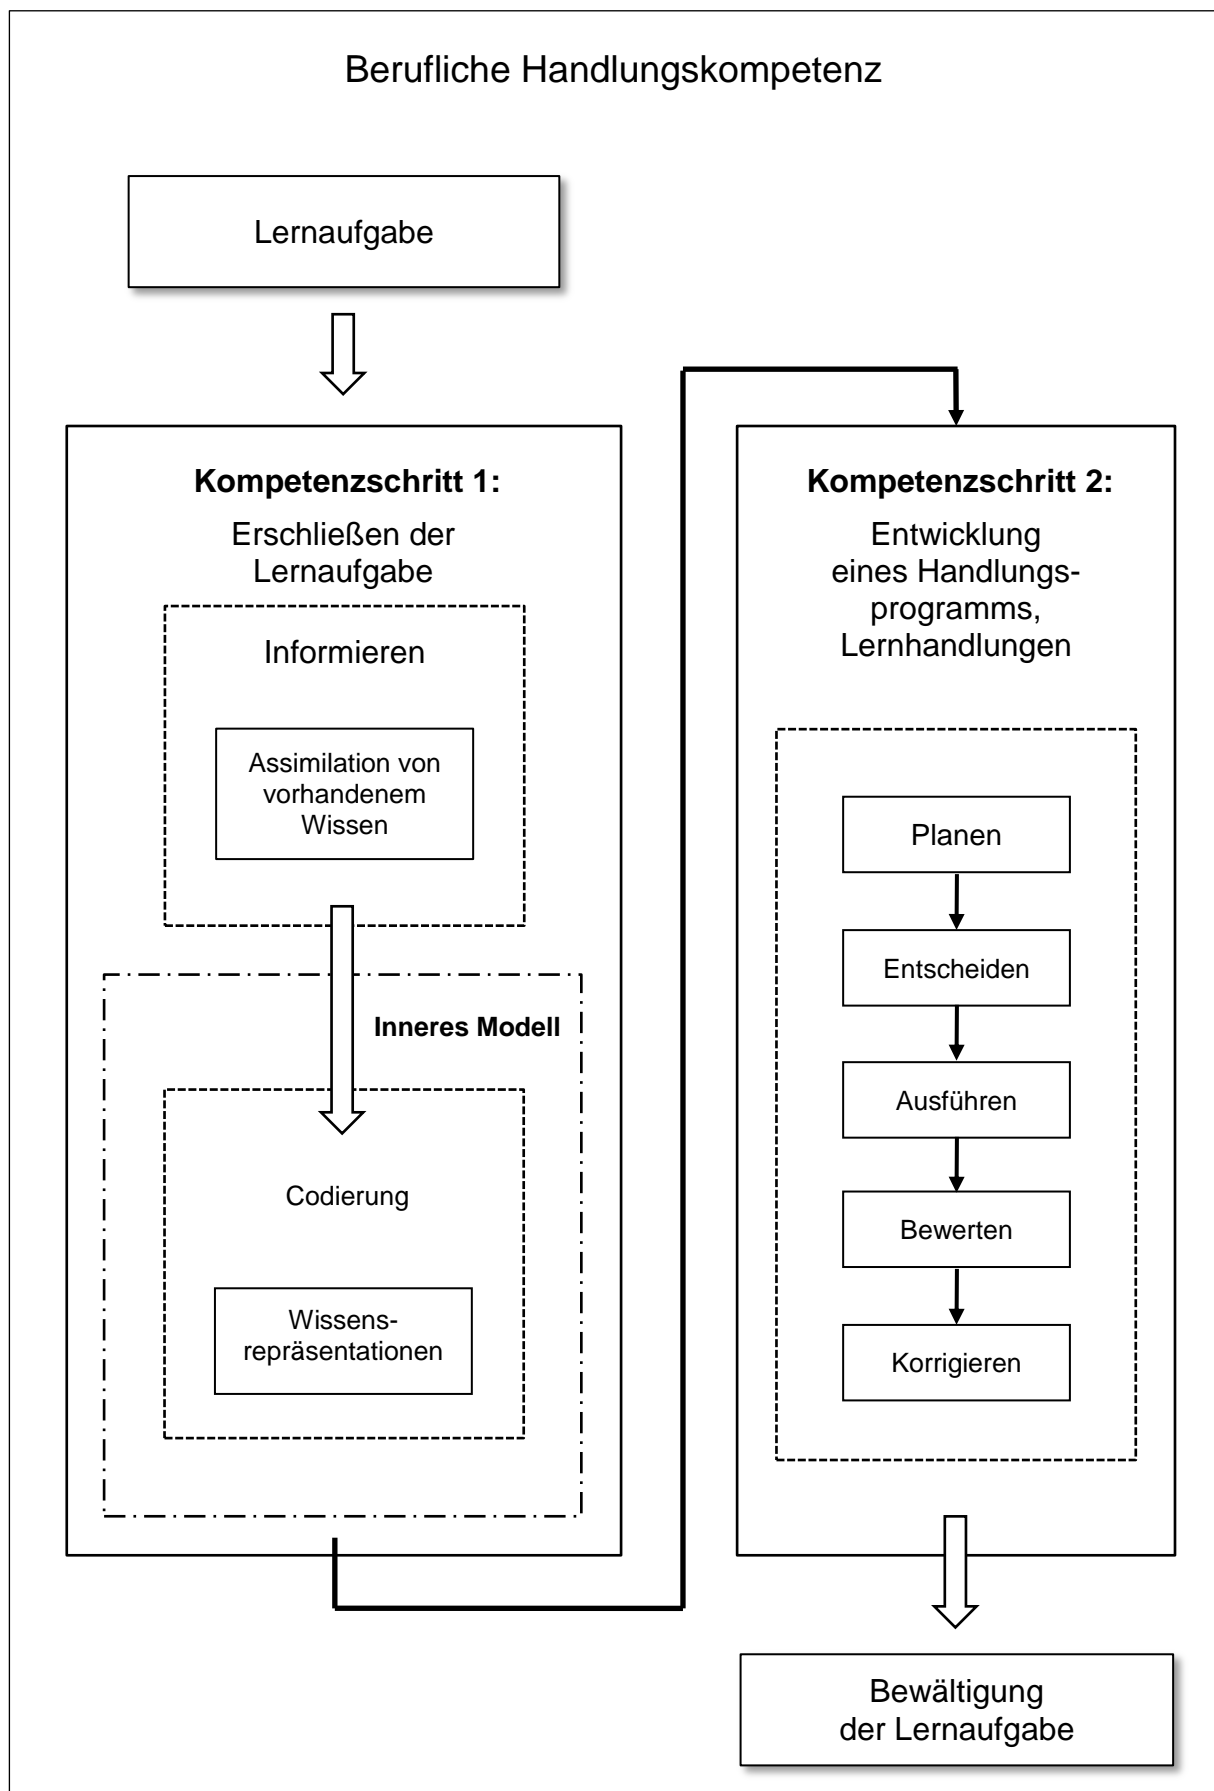 Berufliche Handlungskompetenz
Lernaufgabe
Kompetenzschritt 1:
Erschließen der
Lernaufgabe
Informieren
Assimilation von
vorhandenem
Wissen
Inneres Modell
Codierung
Wissens-
repräsentationen
Kompetenzschritt 2:
Entwicklung
eines Handlungs-
programms,
Lernhandlungen
Planen
Entscheiden
Ausführen
Bewerten
Korrigieren
Bewältigung
der Lernaufgabe